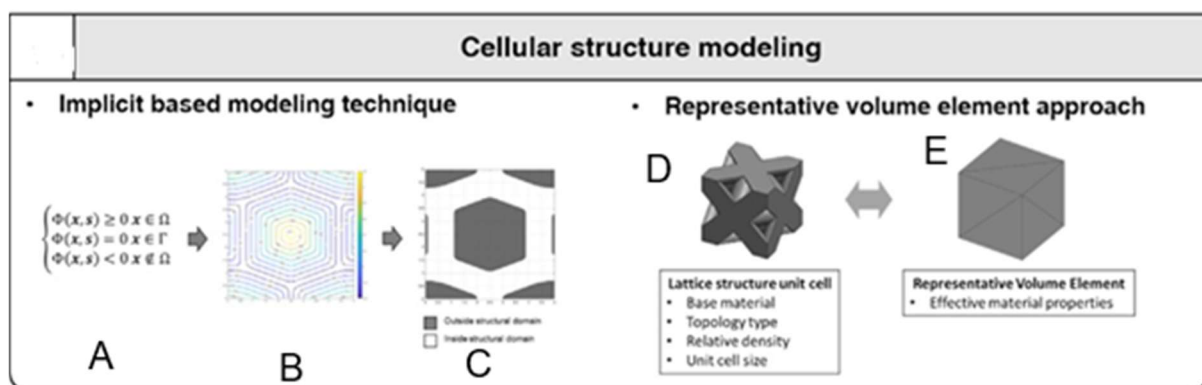 Cellular structure modeling
• Implicit based modeling technique
Φ(x,s) ≥ 0 x ∈ Ω
Φ(x,s) = 0 x ∈ Γ
Φ(x,s) < 0 x ∉ Ω
A
B
Outside structural domain
Inside structural domain
C
• Representative volume element approach
D
E
Lattice structure unit cell
• Base material
• Topology type
• Relative density
• Unit cell size
Representative Volume Element
• Effective material properties